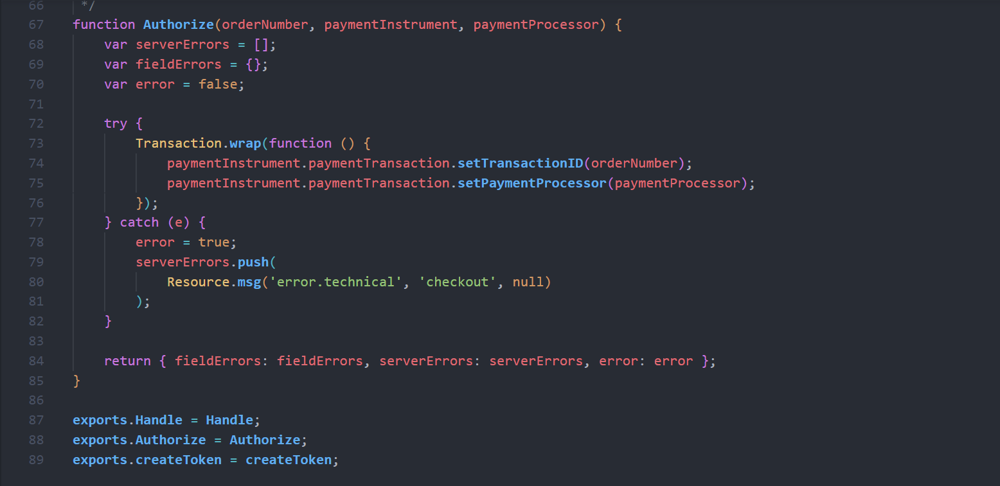 66 */
67 function Authorize(orderNumber, paymentInstrument, paymentProcessor) {
68 var serverErrors = [];
69 var fieldErrors = {};
70 var error = false;
71
72 try {
73 Transaction.wrap(function () {
74 paymentInstrument.paymentTransaction.setTransactionID(orderNumber);
75 paymentInstrument.paymentTransaction.setPaymentProcessor(paymentProcessor);
76 });
77 } catch (e) {
78 error = true;
79 serverErrors.push(
80 Resource.msg('error.technical', 'checkout', null)
81 );
82 }
83
84 return { fieldErrors: fieldErrors, serverErrors: serverErrors, error: error };
85 }
86
87 exports.Handle = Handle;
88 exports.Authorize = Authorize;
89 exports.createToken = createToken;